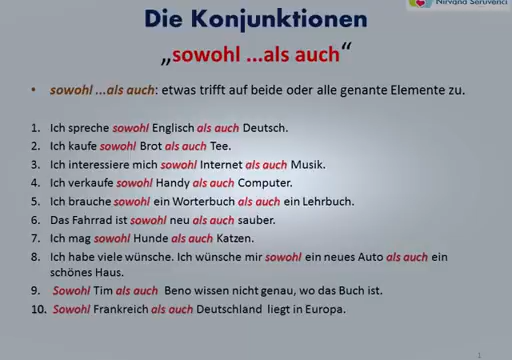 Nirvana Seruvenci
Die Konjunktionen
„sowohl ...als auch“
• sowohl ...als auch: etwas trifft auf beide oder alle genante Elemente zu.
1. Ich spreche sowohl Englisch als auch Deutsch.
2. Ich kaufe sowohl Brot als auch Tee.
3. Ich interessiere mich sowohl Internet als auch Musik.
4. Ich verkaufe sowohl Handy als auch Computer.
5. Ich brauche sowohl ein Worterbuch als auch ein Lehrbuch.
6. Das Fahrrad ist sowohl neu als auch sauber.
7. Ich mag sowohl Hunde als auch Katzen.
8. Ich habe viele wünsche. Ich wünsche mir sowohl ein neues Auto als auch ein
schönes Haus.
9. Sowohl Tim als auch Beno wissen nicht genau, wo das Buch ist.
10. Sowohl Frankreich als auch Deutschland liegt in Europa.
1